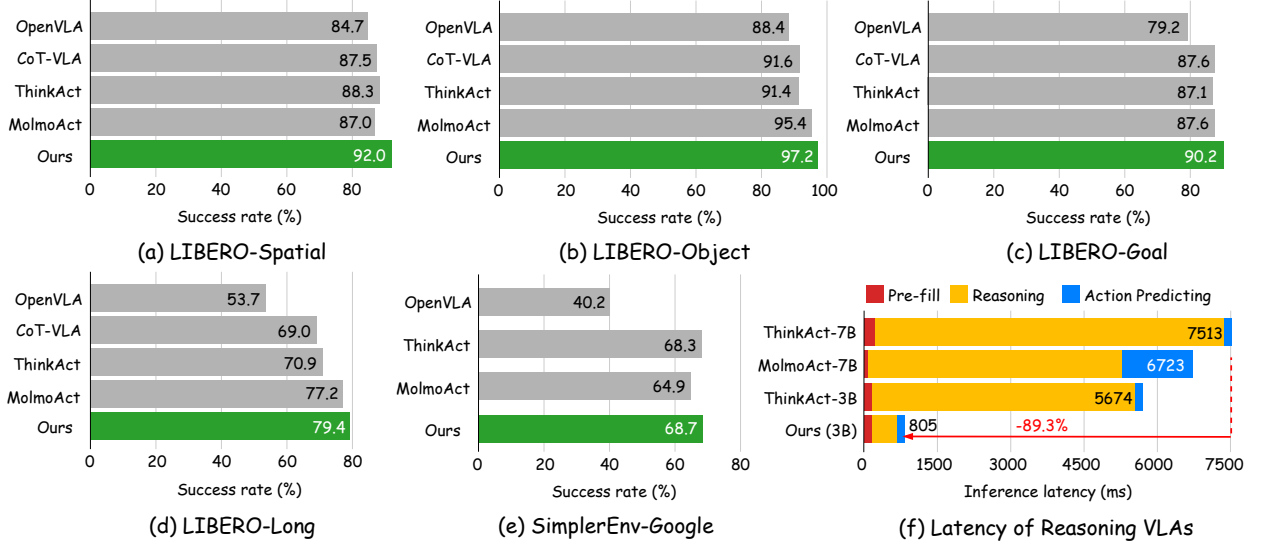 OpenVLA 84.7
CoT-VLA 87.5
ThinkAct 88.3
MolmoAct 87.0
Ours 92.0
0 20 40 60 80
Success rate (%)
(a) LIBERO-Spatial
OpenVLA 88.4
CoT-VLA 91.6
ThinkAct 91.4
MolmoAct 95.4
Ours 97.2
0 20 40 60 80 100
Success rate (%)
(b) LIBERO-Object
OpenVLA 79.2
CoT-VLA 87.6
ThinkAct 87.1
MolmoAct 87.6
Ours 90.2
0 20 40 60 80
Success rate (%)
(c) LIBERO-Goal
OpenVLA 53.7
CoT-VLA 69.0
ThinkAct 70.9
MolmoAct 77.2
Ours 79.4
0 20 40 60 80
Success rate (%)
(d) LIBERO-Long
OpenVLA 40.2
ThinkAct 68.3
MolmoAct 64.9
Ours 68.7
0 20 40 60 80
Success rate (%)
(e) SimplerEnv-Google
Pre-fill Reasoning Action Predicting
ThinkAct-7B 7513
MolmoAct-7B 6723
ThinkAct-3B 5674
Ours (3B) 805 -89.3%
0 1500 3000 4500 6000 7500
Inference latency (ms)
(f) Latency of Reasoning VLAs